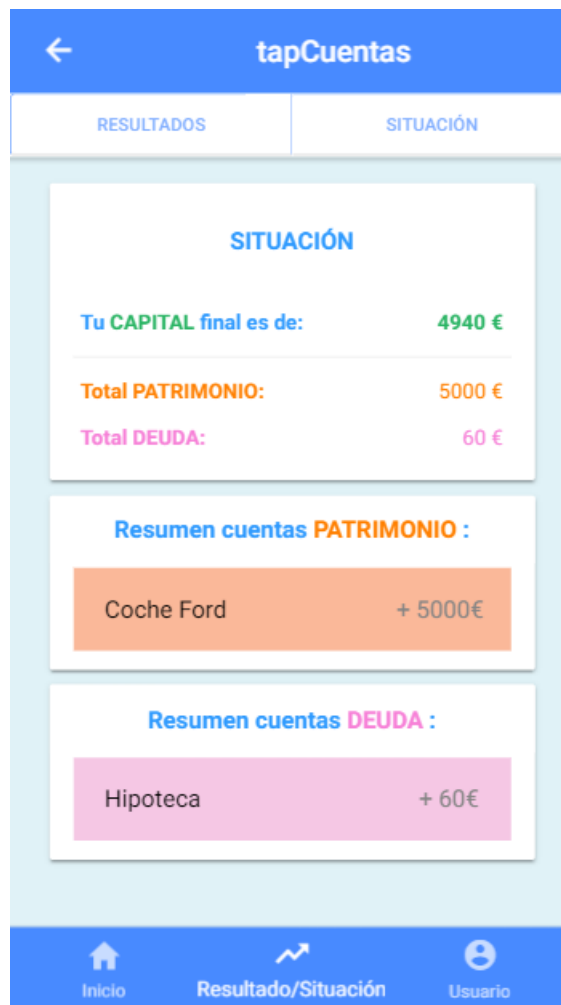 tapCuentas
RESULTADOS SITUACIÓN
SITUACIÓN
Tu CAPITAL final es de: 4940 €
Total PATRIMONIO: 5000 €
Total DEUDA: 60 €
Resumen cuentas PATRIMONIO :
Coche Ford + 5000€
Resumen cuentas DEUDA :
Hipoteca + 60€
Inicio Resultado/Situación Usuario